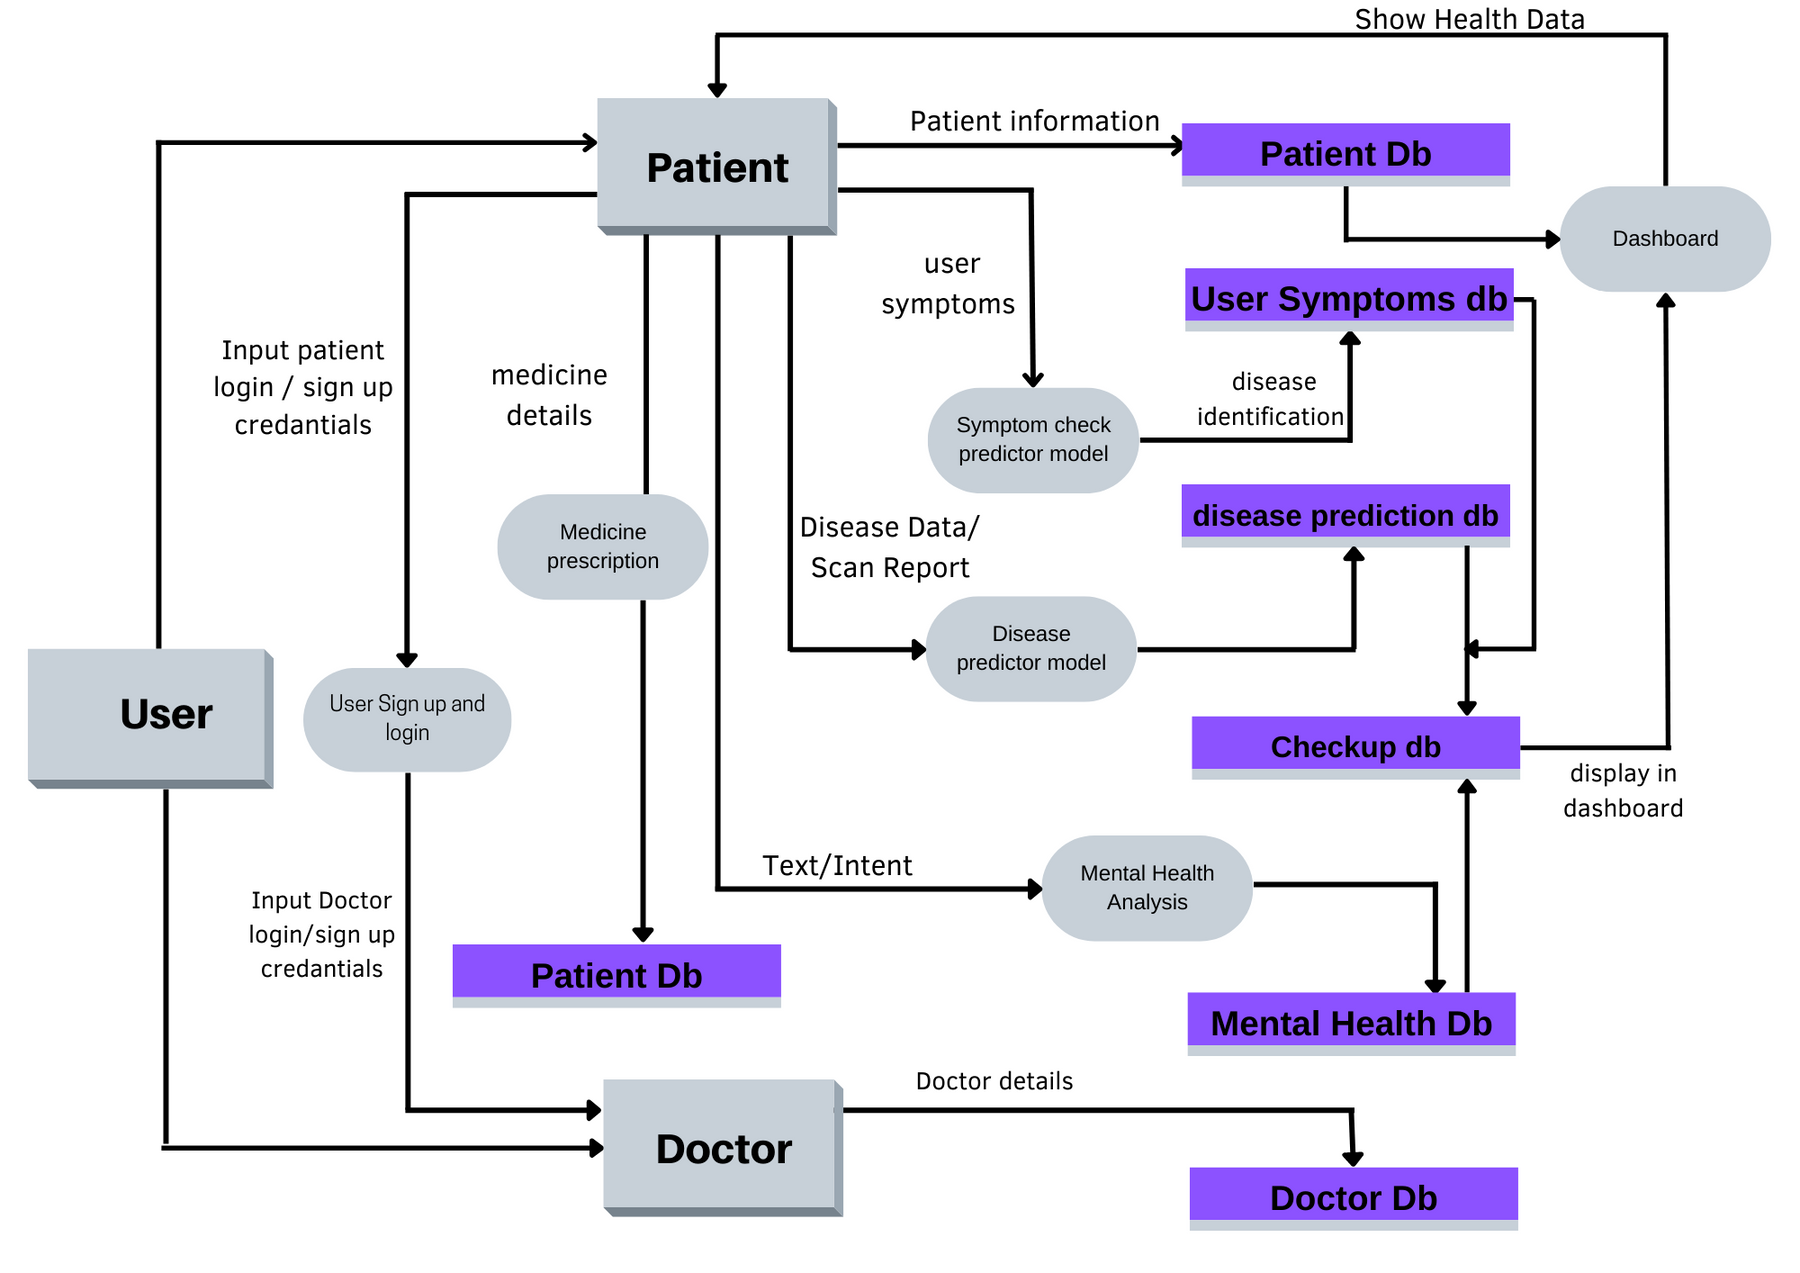 Show Health Data
Patient information
Patient
Patient Db
Dashboard
user
symptoms
User Symptoms db
Input patient
login / sign up
credantials
medicine
details
disease
identification
Symptom check
predictor model
Medicine
prescription
Disease Data/
Scan Report
disease prediction db
Disease
predictor model
User
User Sign up and
login
Checkup db
display in
dashboard
Text/Intent
Mental Health
Analysis
Input Doctor
login/sign up
credantials
Patient Db
Mental Health Db
Doctor details
Doctor
Doctor Db